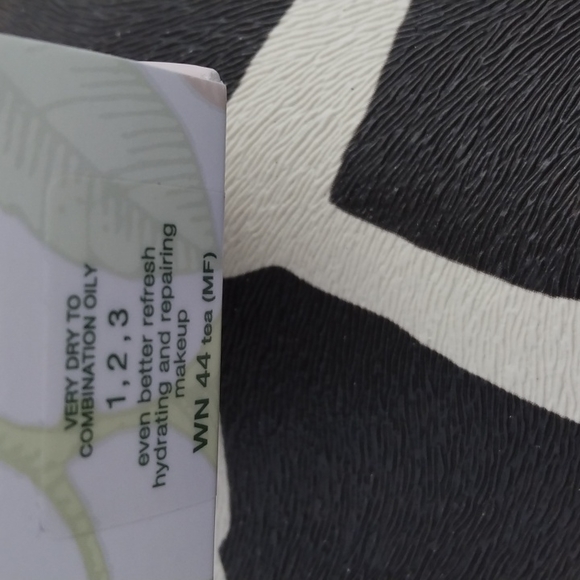 VERY DRY TO
COMBINATION OILY
1, 2, 3
even better refresh
hydrating and repairing
makeup
WN 44 tea (MF)